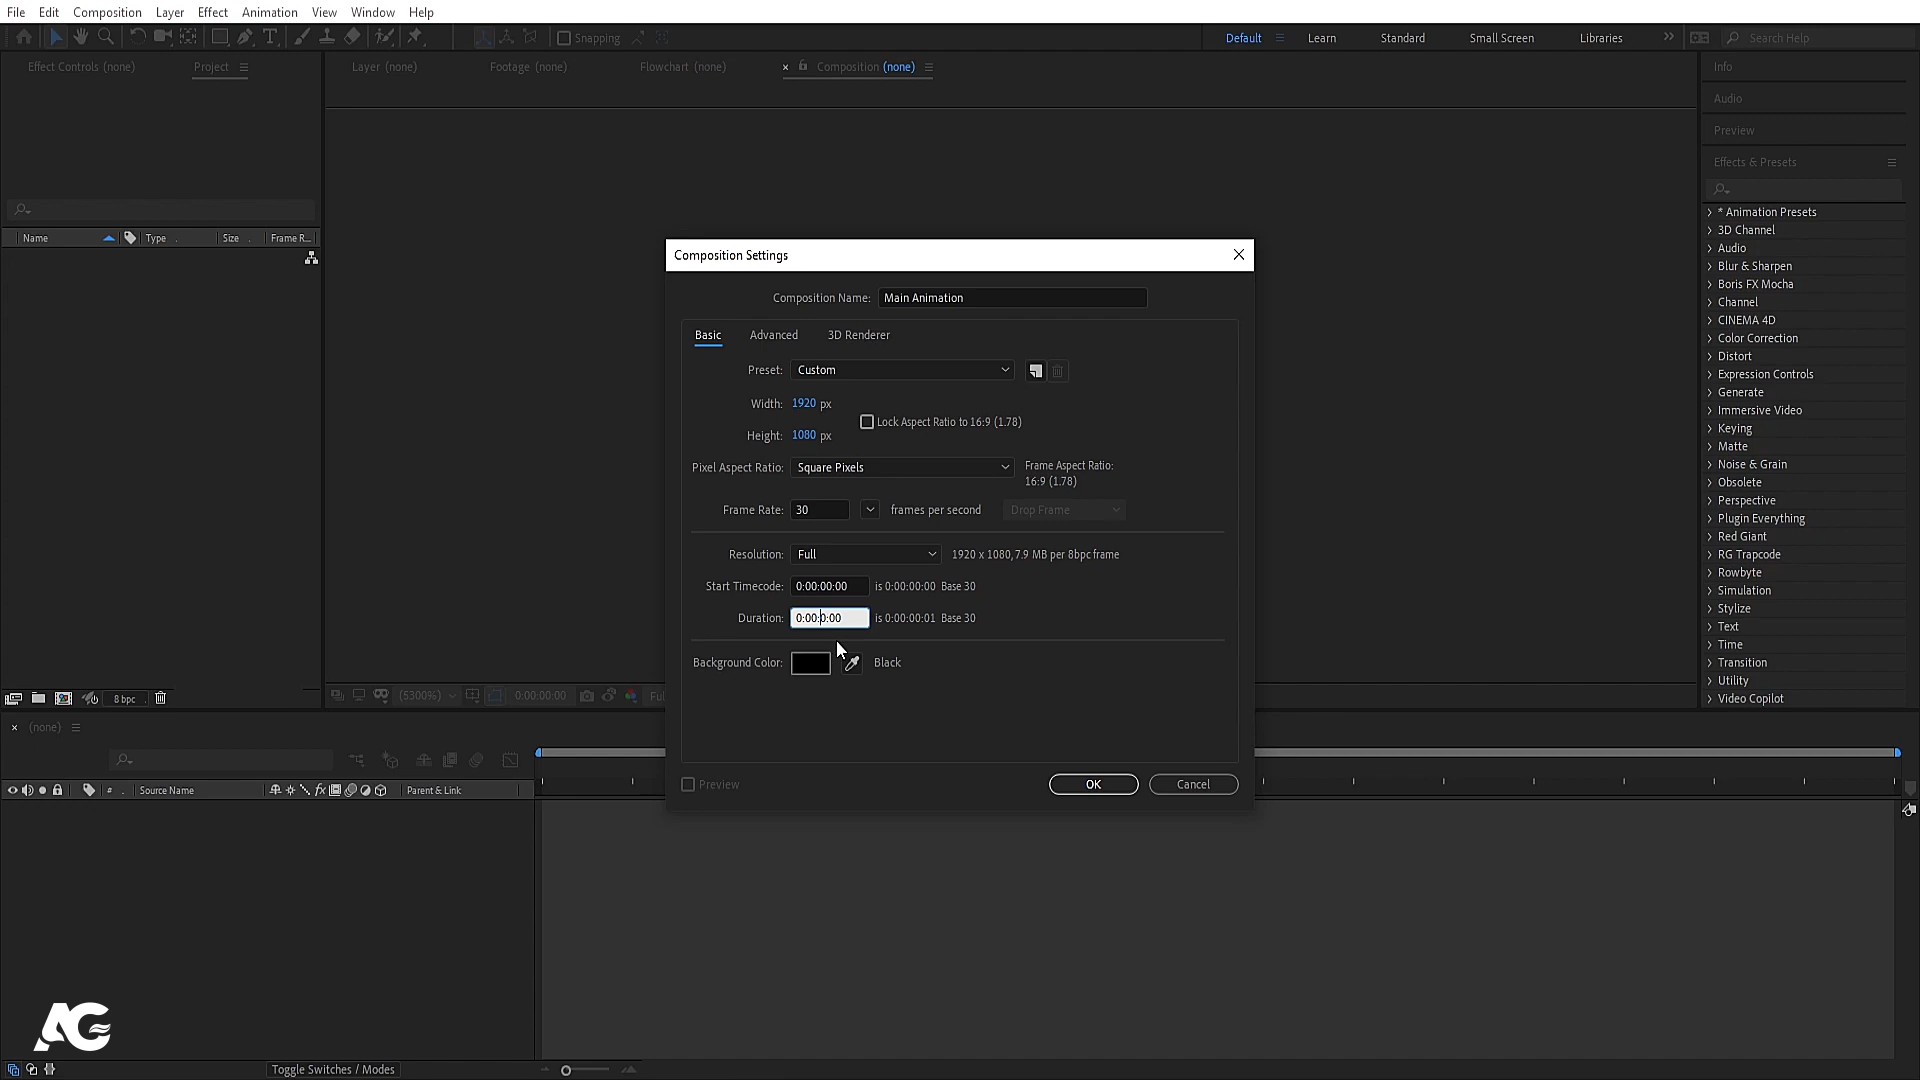 File Edit Composition Layer Effect Animation View Window Help
Snapping Default Learn Standard Small Screen Libraries Search Help
Effect Controls (none) Project
Layer (none) Footage (none) Flowchart (none) × Composition (none)
Info
Audio
Preview
Effects & Presets
* Animation Presets
3D Channel
Audio
Blur & Sharpen
Boris FX Mocha
Channel
CINEMA 4D
Color Correction
Distort
Expression Controls
Generate
Immersive Video
Keying
Matte
Noise & Grain
Obsolete
Perspective
Plugin Everything
Red Giant
RG Trapcode
Rowbyte
Simulation
Stylize
Text
Time
Transition
Utility
Video Copilot
Name Type Size Frame R...
Composition Settings
Composition Name: Main Animation
Basic Advanced 3D Renderer
Preset: Custom
Width: 1920 px
Lock Aspect Ratio to 16:9 (1.78)
Height: 1080 px
Pixel Aspect Ratio: Square Pixels
Frame Aspect Ratio:
16:9 (1.78)
Frame Rate: 30 frames per second Drop Frame
Resolution: Full 1920 x 1080, 7.9 MB per 8bpc frame
Start Timecode: 0:00:00:00 is 0:00:00:00 Base 30
Duration: 0:00:0:00 is 0:00:00:01 Base 30
Background Color: Black
Preview OK Cancel
8 bpc
(5300%) 0:00:00:00 Ful
× (none)
# Source Name fx Parent & Link
AG
Toggle Switches / Modes